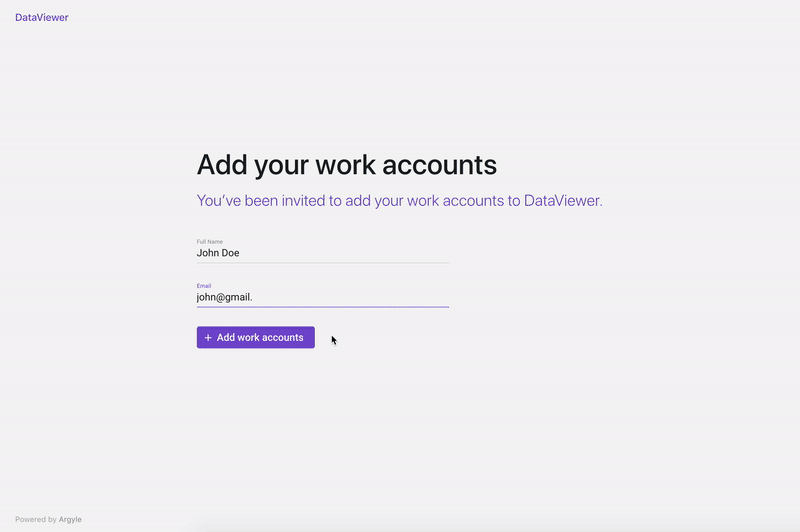 DataViewer
Add your work accounts
You’ve been invited to add your work accounts to DataViewer.
Full Name
John Doe
Email
john@gmail.
+ Add work accounts
Powered by Argyle